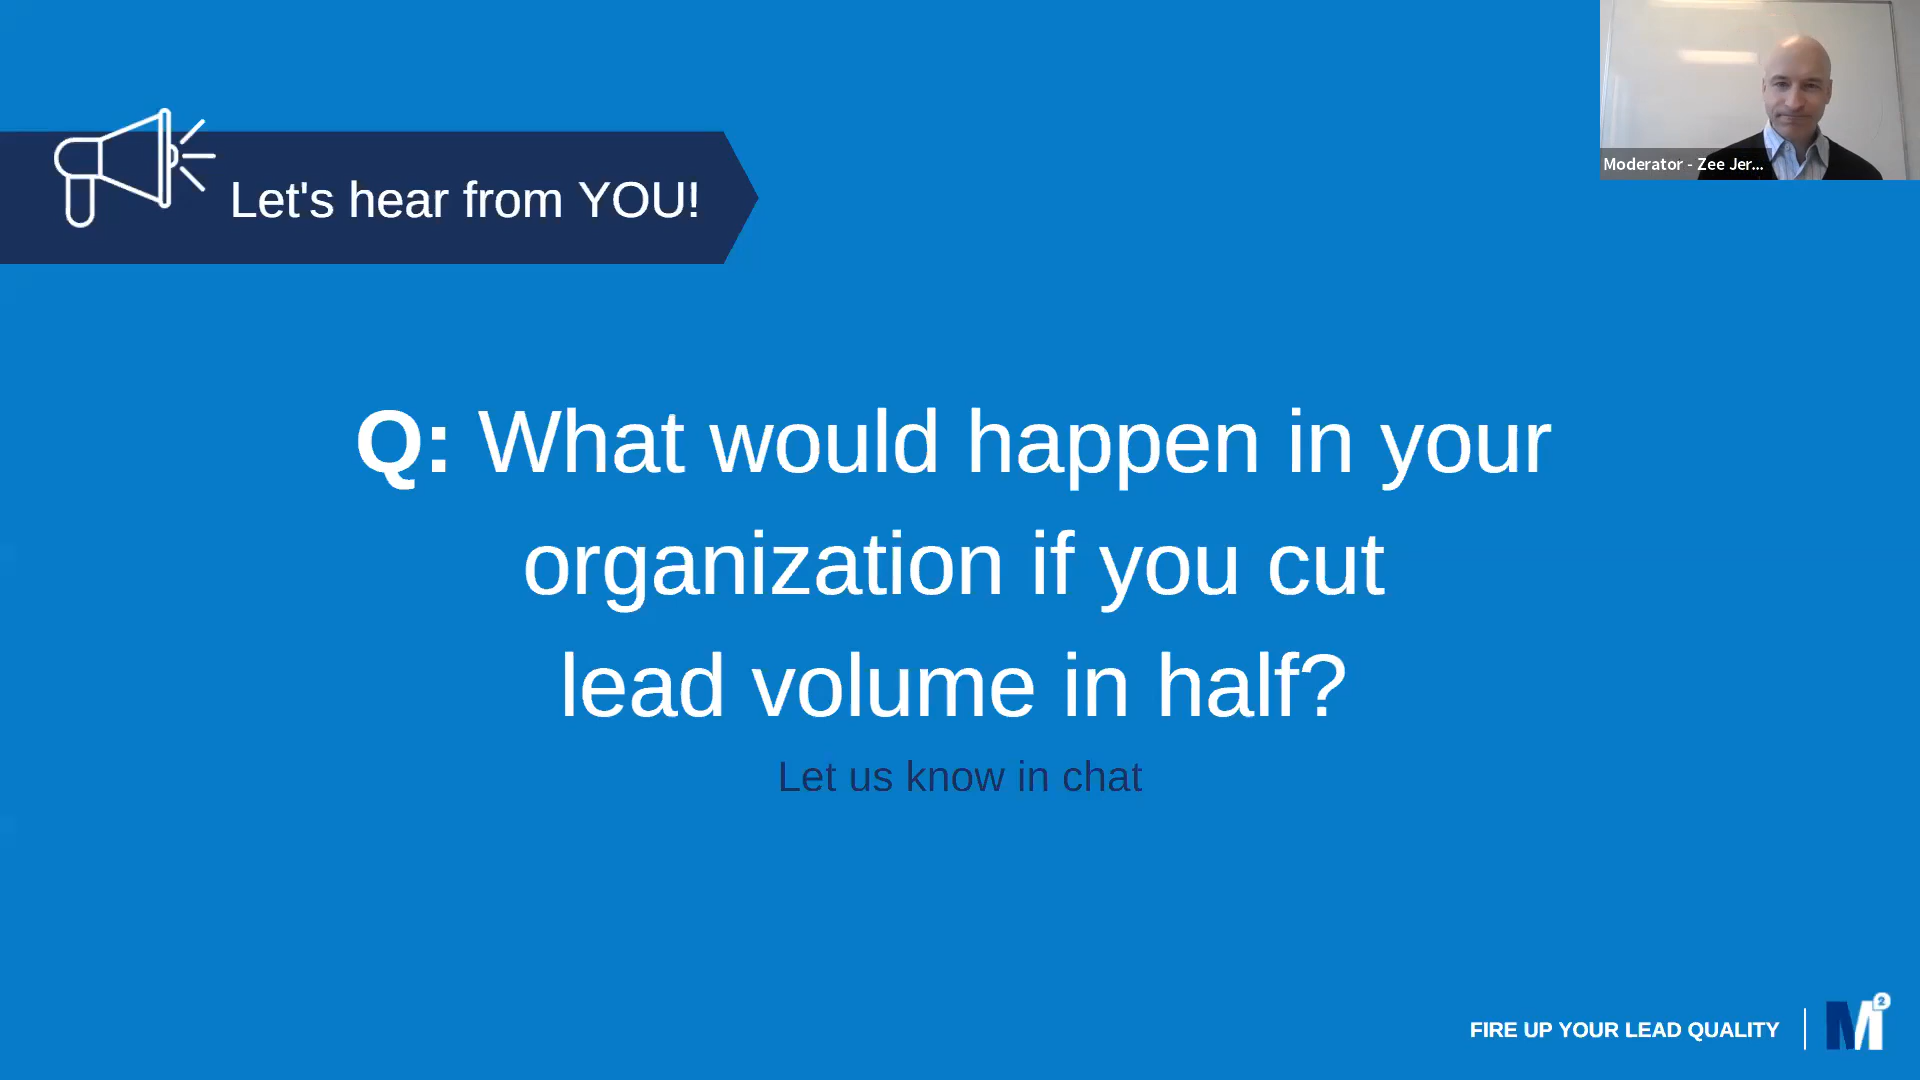 Moderator - Zee Jer...
Let's hear from YOU!
Q: What would happen in your
organization if you cut
lead volume in half?
Let us know in chat
FIRE UP YOUR LEAD QUALITY
M2